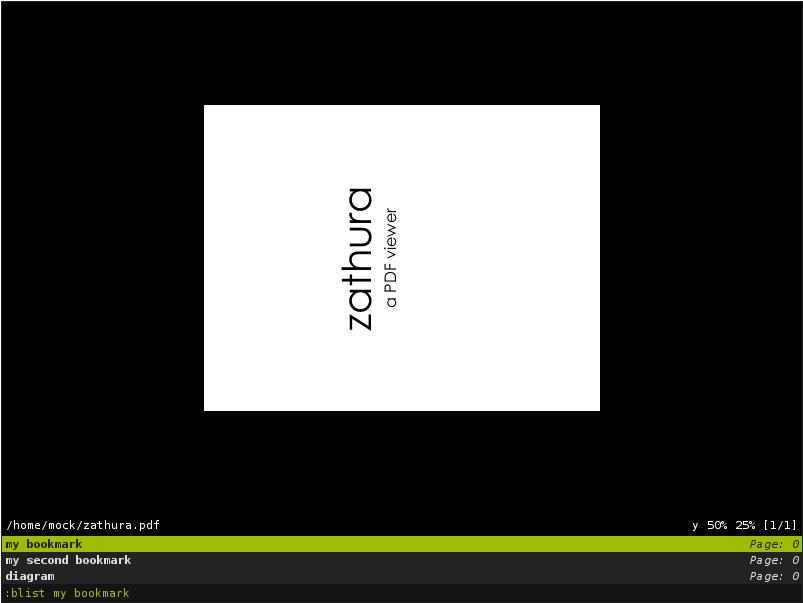 zathura
a PDF viewer
/home/mock/zathura.pdf y 50% 25% [1/1]
my bookmark Page: 0
my second bookmark Page: 0
diagram Page: 0
:blist my bookmark